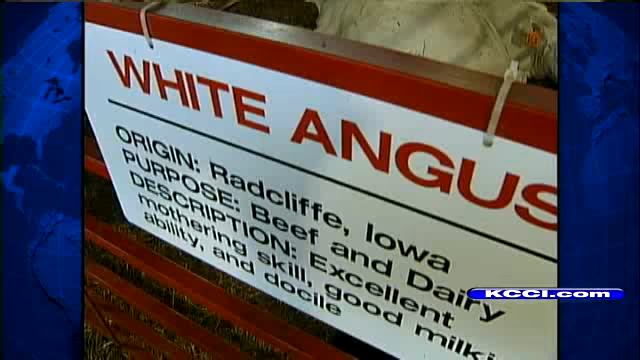 WHITE ANGUS
ORIGIN: Radcliffe, Iowa
PURPOSE: Beef and Dairy
DESCRIPTION: Excellent
mothering skill, good milki
ability, and docile
KCCI.com